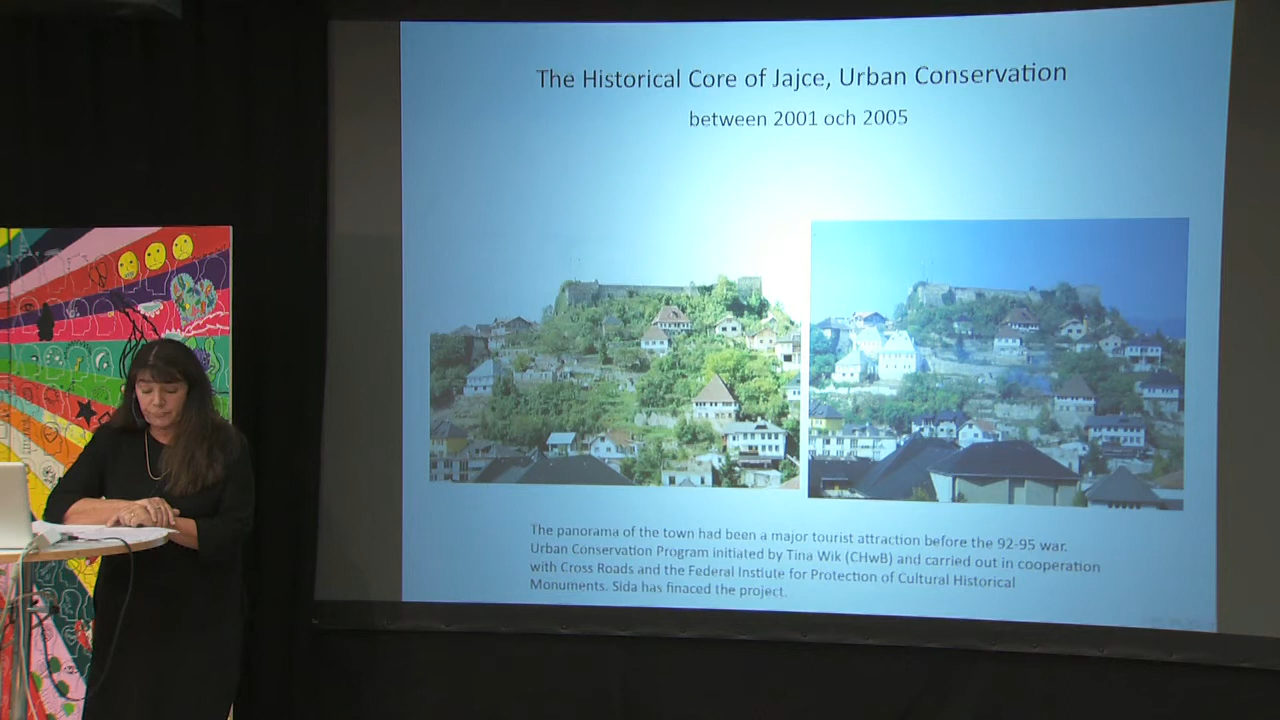 The Historical Core of Jajce, Urban Conservation
between 2001 och 2005
The panorama of the town had been a major tourist attraction before the 92-95 war.
Urban Conservation Program initiated by Tina Wik (CHwB) and carried out in cooperation
with Cross Roads and the Federal Instiute for Protection of Cultural Historical
Monuments. Sida has finaced the project.